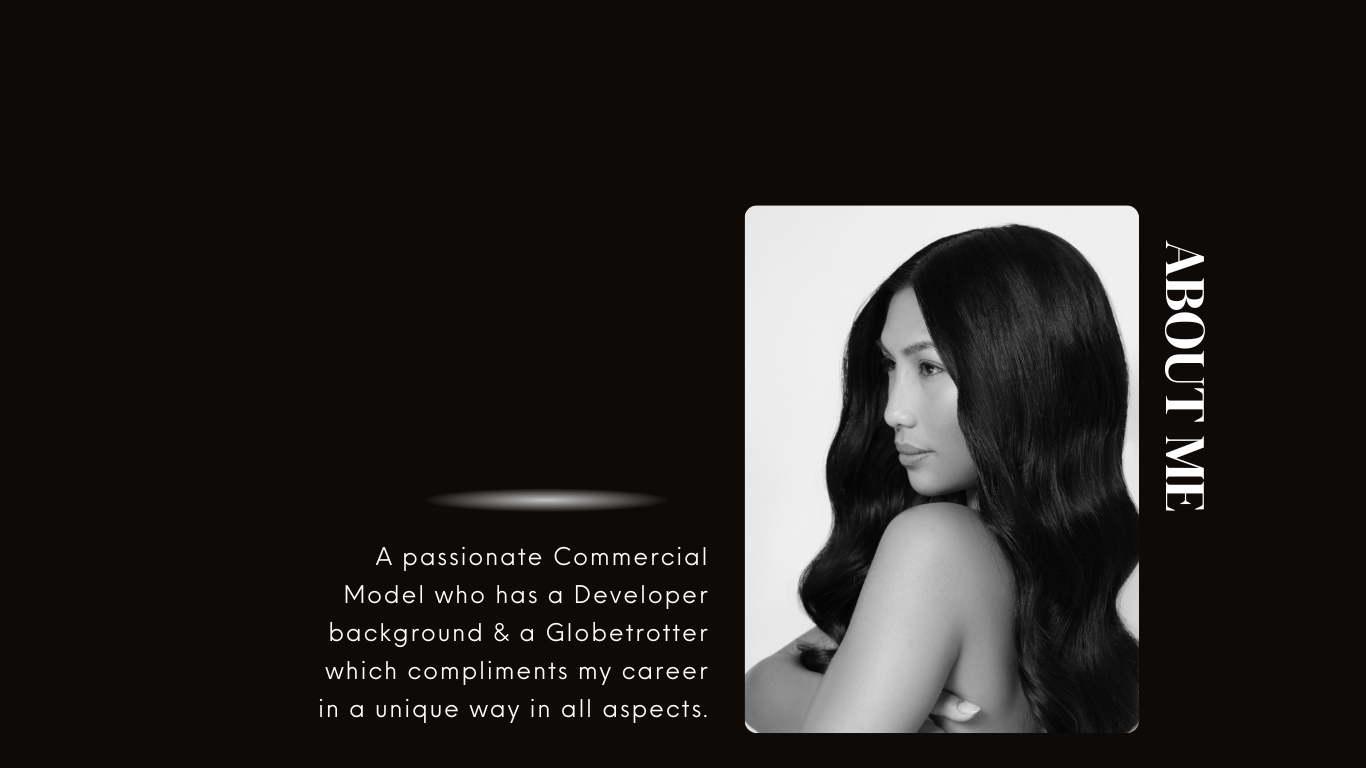 ABOUT ME
A passionate Commercial
Model who has a Developer
background & a Globetrotter
which compliments my career
in a unique way in all aspects.